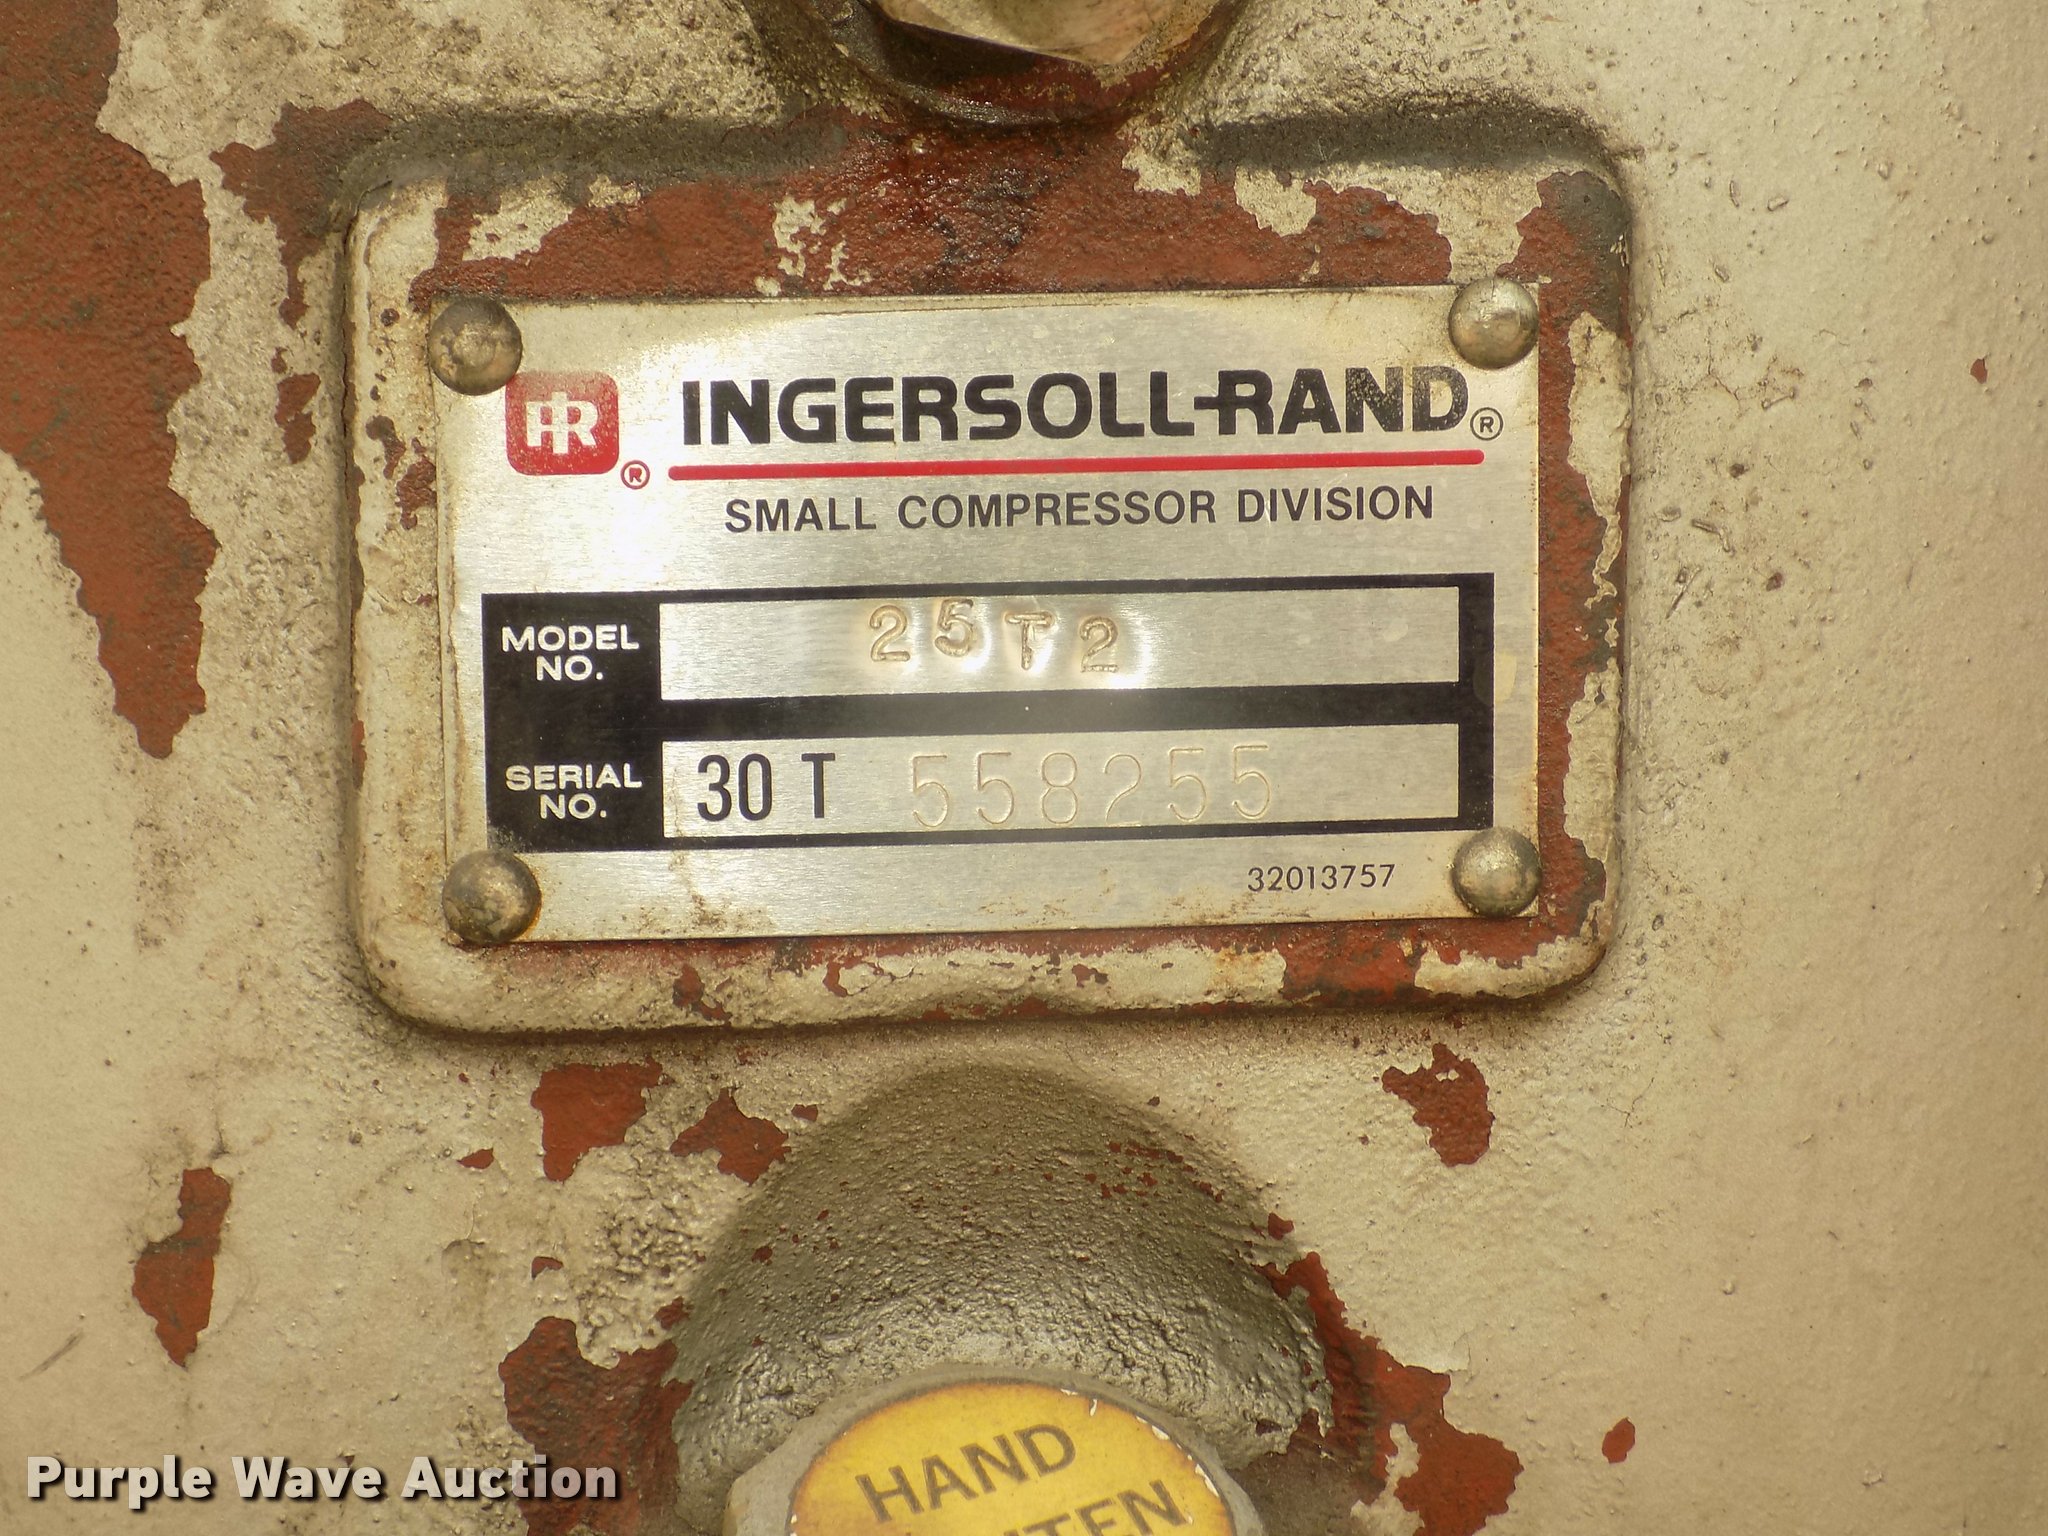 IR
®
INGERSOLL-RAND®
SMALL COMPRESSOR DIVISION
MODEL
NO.
25T2
SERIAL
NO.
30 T 558255
32013757
HAND
Purple Wave Auction